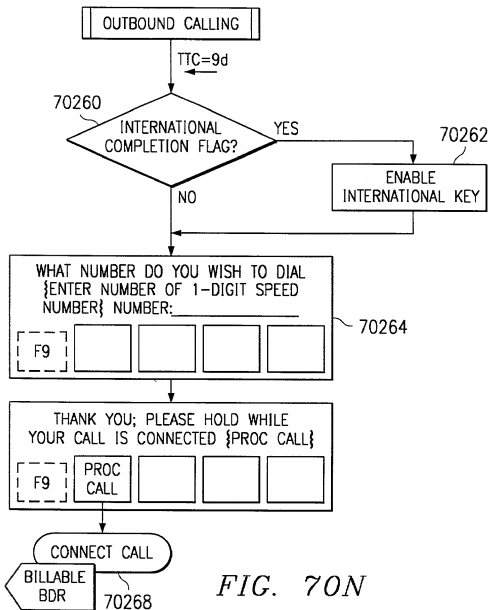 OUTBOUND CALLING
TTC=9d
70260
INTERNATIONAL
COMPLETION FLAG?
YES
70262
ENABLE
INTERNATIONAL KEY
NO
WHAT NUMBER DO YOU WISH TO DIAL
{ENTER NUMBER OF 1-DIGIT SPEED
NUMBER} NUMBER:
F9
70264
THANK YOU; PLEASE HOLD WHILE
YOUR CALL IS CONNECTED {PROC CALL}
F9
PROC
CALL
CONNECT CALL
BILLABLE
BDR
70268
FIG. 70N